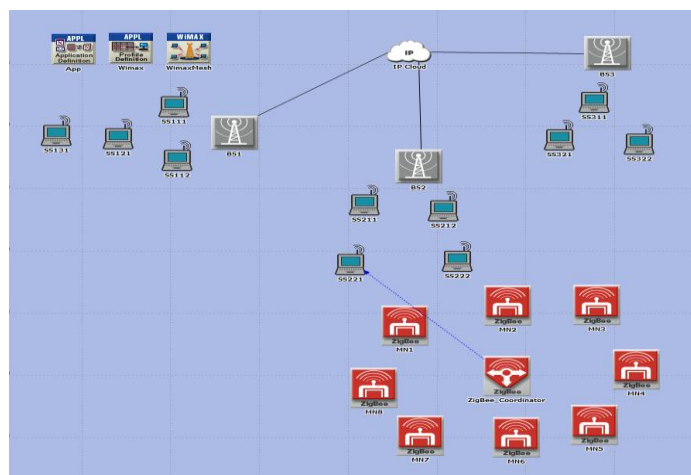 APPL
Application
Definition
App
APPL
Profile
Definition
Wimax
WiMAX
WimaxMesh
IP
IP Cloud
BS3
SS111
SS131
SS121
SS112
BS1
BS2
SS311
SS321
SS322
SS211
SS212
SS221
SS222
ZigBee
MN1
ZigBee
MN2
ZigBee
MN3
ZigBee
MN4
ZigBee
ZigBee_Coordinator
ZigBee
MN8
ZigBee
MN7
ZigBee
MN6
ZigBee
MN5